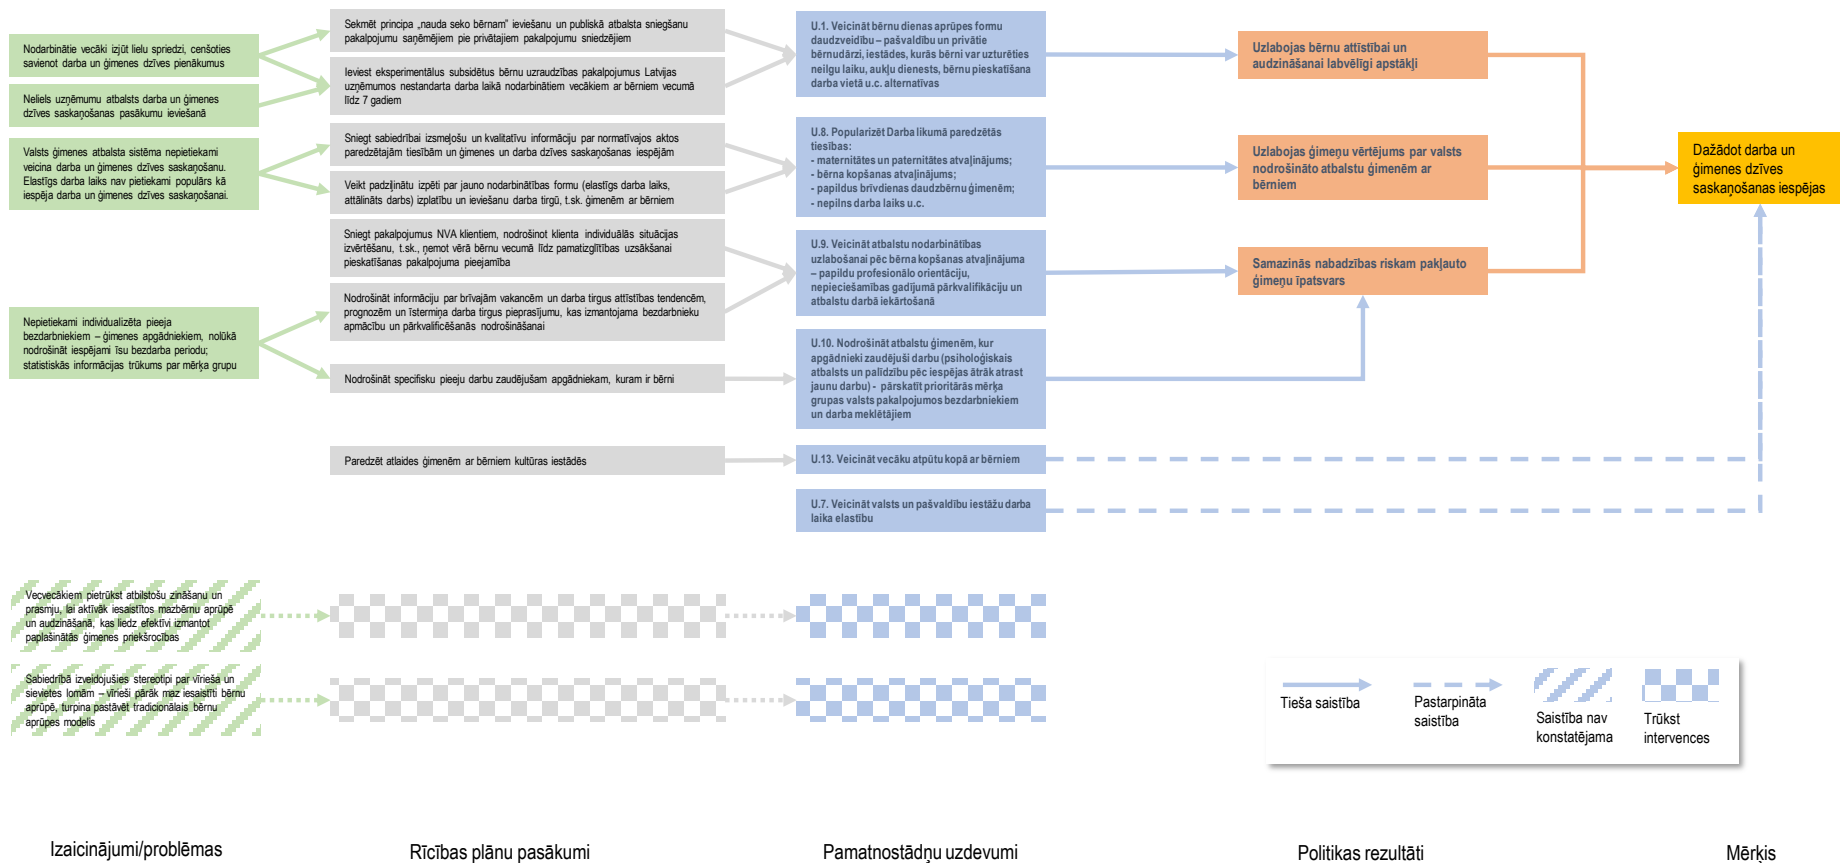 Nodarbinātie vecāki izjūt lielu spriedzi, cenšoties
savienot darba un ģimenes dzīves pienākumus
Neliels uzņēmumu atbalsts darba un ģimenes
dzīves saskaņošanas pasākumu ieviešanā
Valsts ģimenes atbalsta sistēma nepietiekami
veicina darba un ģimenes dzīves saskaņošanu.
Elastīgs darba laiks nav pietiekami populārs kā
iespēja darba un ģimenes dzīves saskaņošanai.
Nepietiekami individualizēta pieeja
bezdarbniekiem – ģimenes apgādniekiem, nolūkā
nodrošināt iespējami īsu bezdarba periodu;
statistiskās informācijas trūkums par mērķa grupu
Vecvecākiem pietrūkst atbilstošu zināšanu un
prasmju, lai aktīvāk iesaistītos mazbērnu aprūpē
un audzināšanā, kas liedz efektīvi izmantot
paplašinātās ģimenes priekšrocības
Sabiedrībā izveidojušies stereotipi par vīrieša un
sievietes lomām – vīrieši pārāk maz iesaistīti bērnu
aprūpē, turpina pastāvēt tradicionālais bērnu
aprūpes modelis
Izaicinājumi/problēmas
Sekmēt principa „nauda seko bērnam” ieviešanu un publiskā atbalsta sniegšanu
pakalpojumu saņēmējiem pie privātajiem pakalpojumu sniedzējiem
Ieviest eksperimentālus subsidētus bērnu uzraudzības pakalpojumus Latvijas
uzņēmumos nestandarta darba laikā nodarbinātiem vecākiem ar bērniem vecumā
līdz 7 gadiem
Sniegt sabiedrībai izsmeļošu un kvalitatīvu informāciju par normatīvajos aktos
paredzētajām tiesībām un ģimenes un darba dzīves saskaņošanas iespējām
Veikt padziļinātu izpēti par jauno nodarbinātības formu (elastīgs darba laiks,
attālināts darbs) izplatību un ieviešanu darba tirgū, t.sk. ģimenēm ar bērniem
Sniegt pakalpojumus NVA klientiem, nodrošinot klienta individuālās situācijas
izvērtēšanu, t.sk., ņemot vērā bērnu vecumā līdz pamatizglītības uzsākšanai
pieskatīšanas pakalpojuma pieejamība
Nodrošināt informāciju par brīvajām vakancēm un darba tirgus attīstības tendencēm,
prognozēm un īstermiņa darba tirgus pieprasījumu, kas izmantojama bezdarbnieku
apmācību un pārkvalificēšanās nodrošināšanai
Nodrošināt specifisku pieeju darbu zaudējušam apgādniekam, kuram ir bērni
Paredzēt atlaides ģimenēm ar bērniem kultūras iestādēs
Rīcības plānu pasākumi
U.1. Veicināt bērnu dienas aprūpes formu
daudzveidību – pašvaldību un privātie
bērnudārzi, iestādes, kurās bērni var uzturēties
neilgu laiku, aukļu dienests, bērnu pieskatīšana
darba vietā u.c. alternatīvas
U.8. Popularizēt Darba likumā paredzētās
tiesības:
- maternitātes un paternitātes atvaļinājums;
- bērna kopšanas atvaļinājums;
- papildus brīvdienas daudzbērnu ģimenēm;
- nepilns darba laiks u.c.
U.9. Veicināt atbalstu nodarbinātības
uzlabošanai pēc bērna kopšanas atvaļinājuma
– papildu profesionālo orientāciju,
nepieciešamības gadījumā pārkvalifikāciju un
atbalstu darbā iekārtošanā
U.10. Nodrošināt atbalstu ģimenēm, kur
apgādnieki zaudējuši darbu (psiholoģiskais
atbalsts un palīdzību pēc iespējas ātrāk atrast
jaunu darbu) - pārskatīt prioritārās mērķa
grupas valsts pakalpojumos bezdarbniekiem
un darba meklētājiem
U.13. Veicināt vecāku atpūtu kopā ar bērniem
U.7. Veicināt valsts un pašvaldību iestāžu darba
laika elastību
Pamatnostādņu uzdevumi
Uzlabojas bērnu attīstībai un
audzināšanai labvēlīgi apstākļi
Uzlabojas ģimeņu vērtējums par valsts
nodrošināto atbalstu ģimenēm ar
bērniem
Samazinās nabadzības riskam pakļauto
ģimeņu īpatsvars
Politikas rezultāti
Dažādot darba un
ģimenes dzīves
saskaņošanas iespējas
Tieša saistība
Pastarpināta
saistība
Saistība nav
konstatējama
Trūkst
intervences
Mērķis